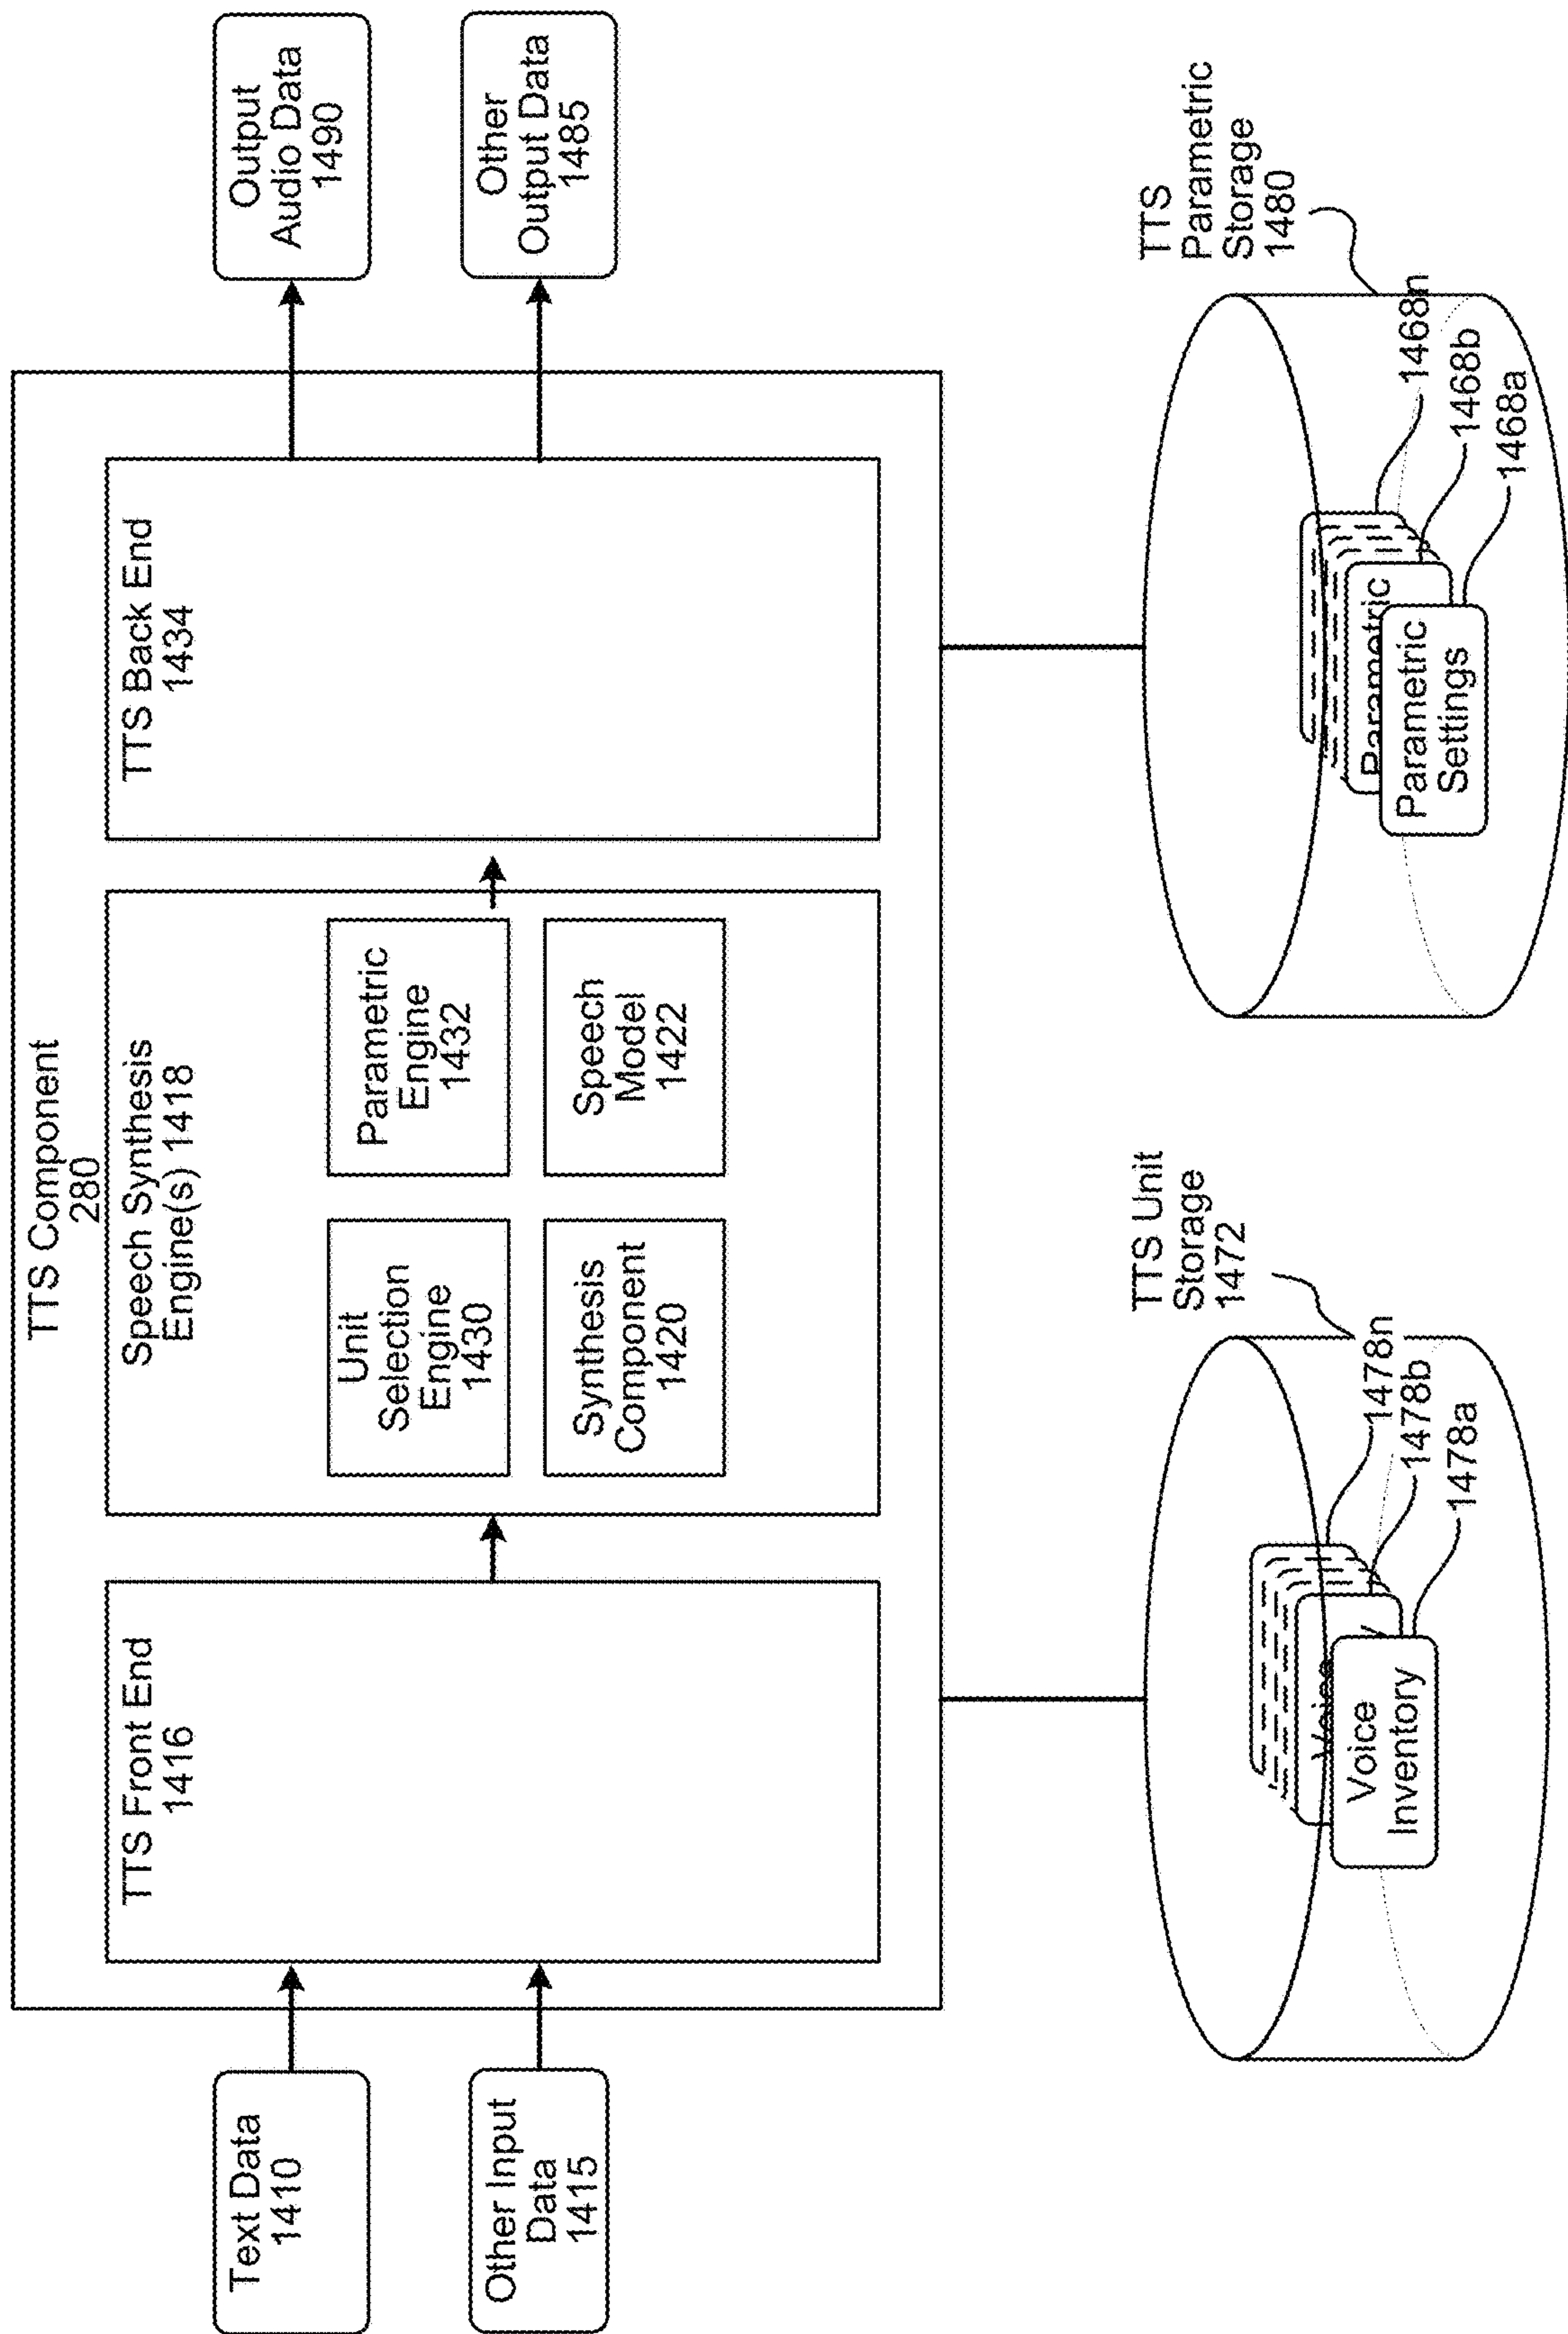 TTS Component
280
Text Data
1410
Other Input
Data
1415
TTS Front End
1416
Speech Synthesis
Engine(s) 1418
Unit
Selection
Engine
1430
Parametric
Engine
1432
Synthesis
Component
1420
Speech
Model
1422
TTS Back End
1434
Output
Audio Data
1490
Other
Output Data
1485
TTS Unit
Storage
1472
1478n
1478b
1478a
Voice
Voice
Inventory
TTS
Parametric
Storage
1480
1468n
1468b
1468a
Parametric
Parametric
Settings